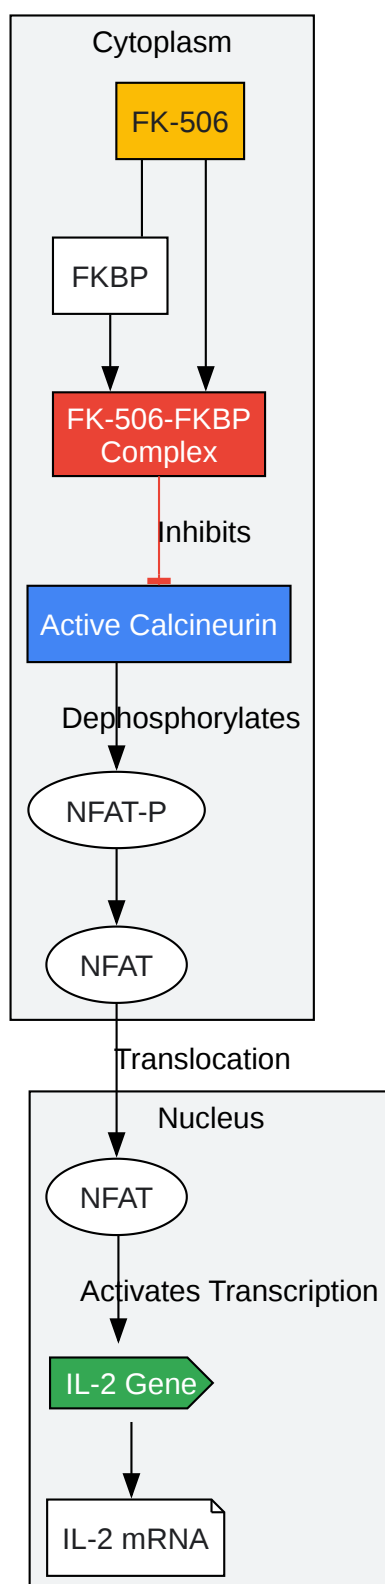 Cytoplasm
FK-506
FKBP
FK-506-FKBP
Complex
Inhibits
Active Calcineurin
Dephosphorylates
NFAT-P
NFAT
Translocation
Nucleus
NFAT
Activates Transcription
IL-2 Gene
IL-2 mRNA